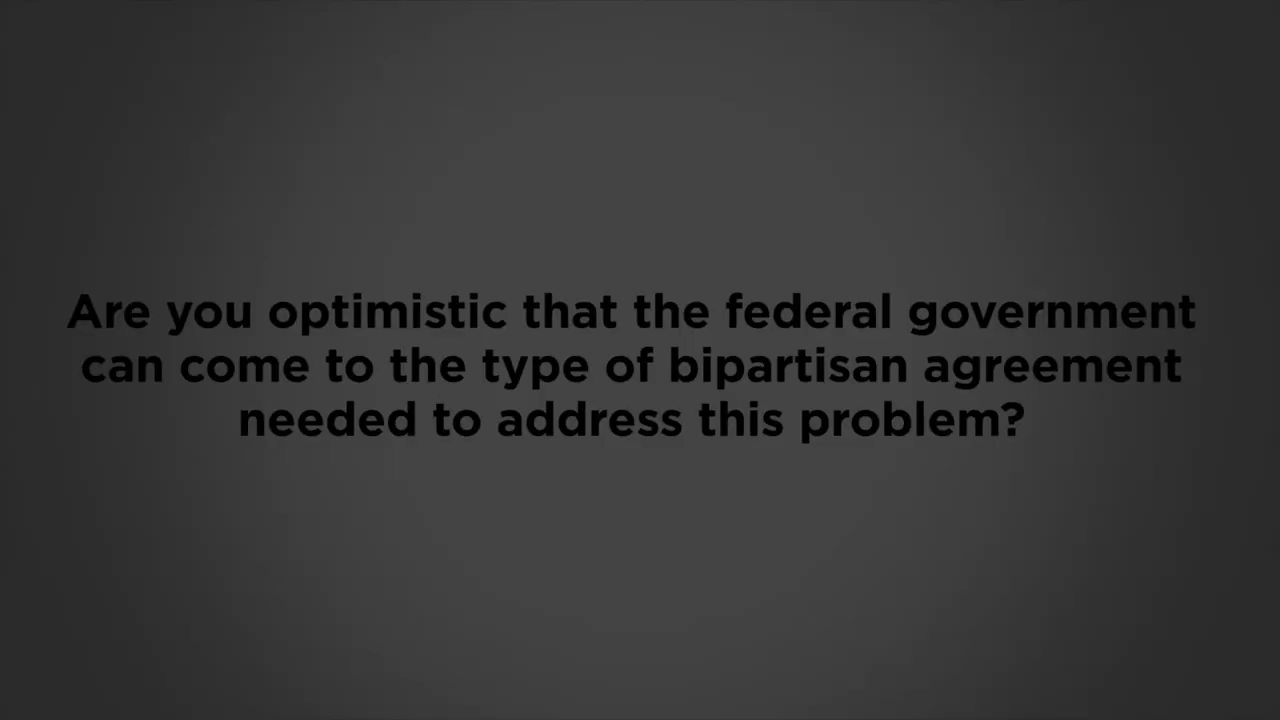 Are you optimistic that the federal government
can come to the type of bipartisan agreement
needed to address this problem?